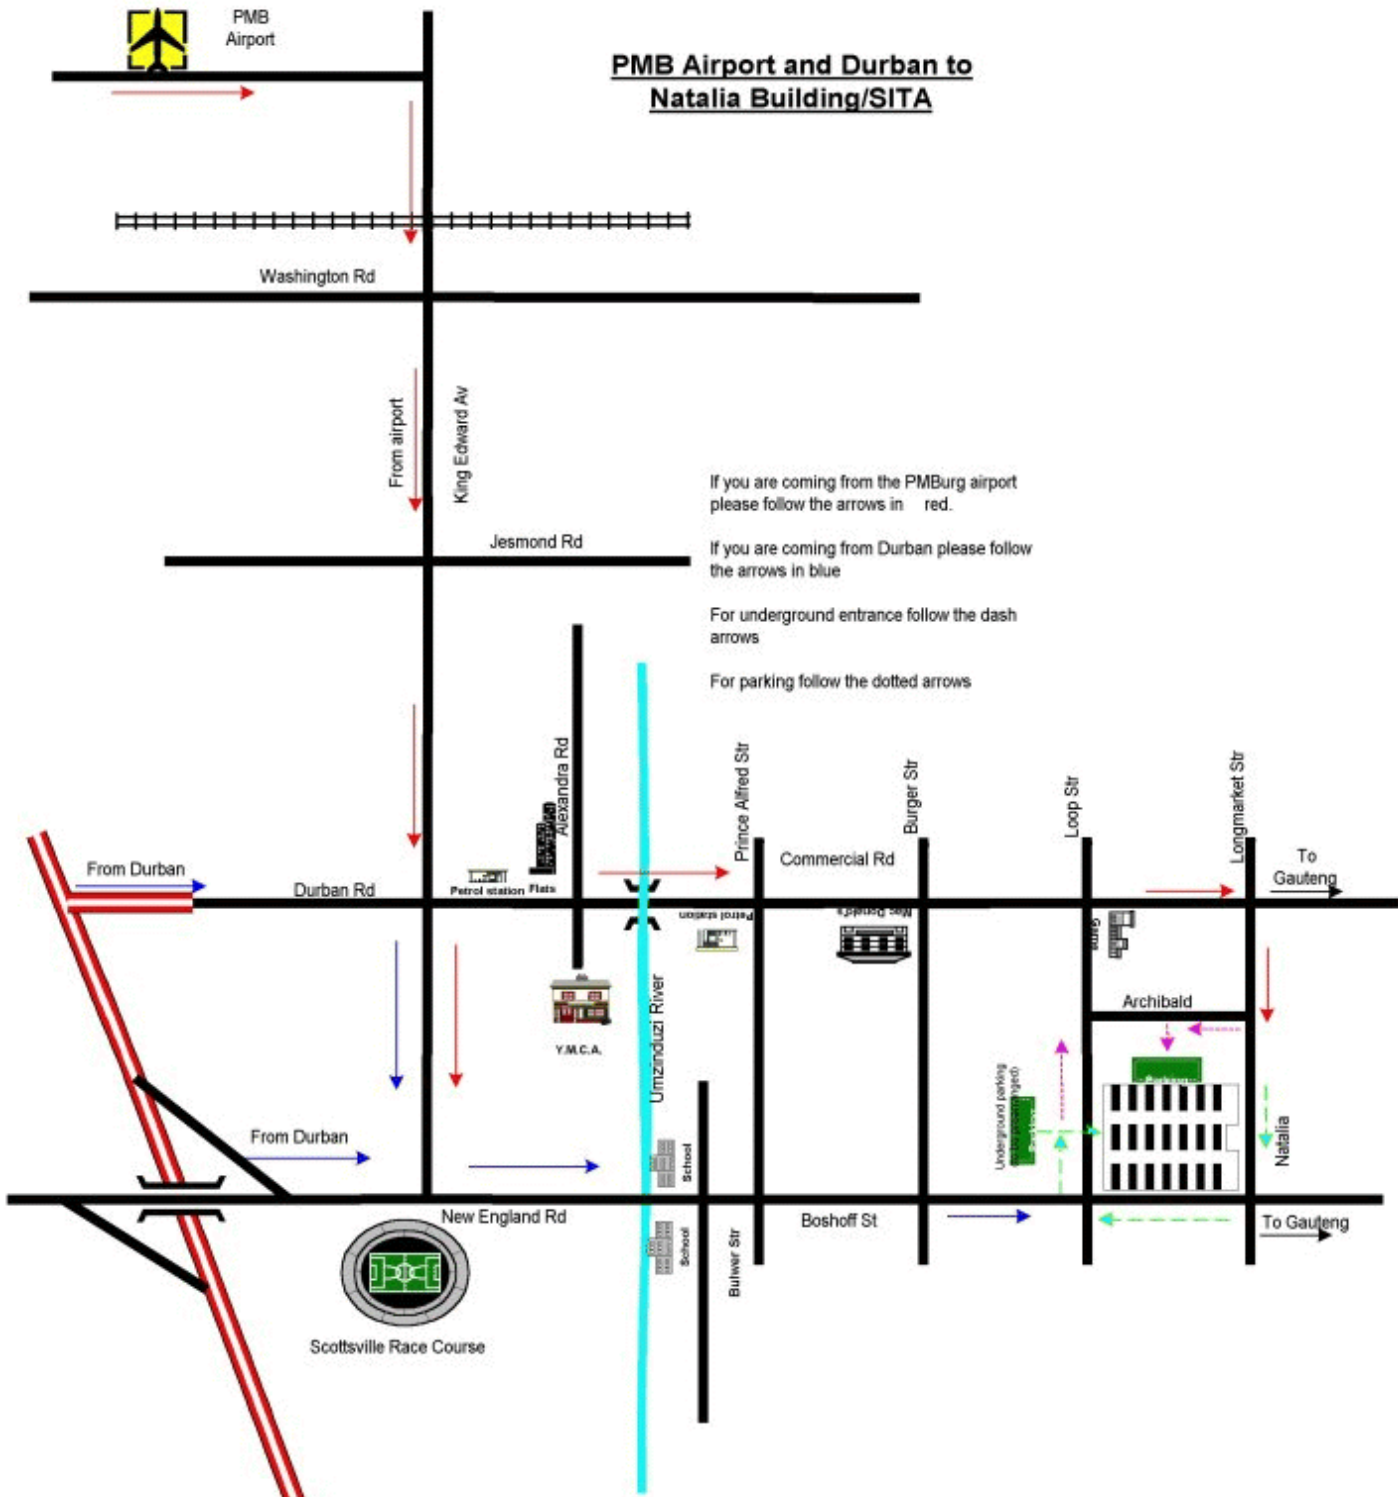 PMB
Airport
PMB Airport and Durban to
Natalia Building/SITA
Washington Rd
From airport
King Edward Av
If you are coming from the PMBurg airport
please follow the arrows in red.
Jesmond Rd
If you are coming from Durban please follow
the arrows in blue
For underground entrance follow the dash
arrows
For parking follow the dotted arrows
Alexandra Rd
Prince Alfred Str
Burger Str
Loop Str
Longmarket Str
From Durban
Durban Rd
Petrol station
Flats
Commercial Rd
To
Gauteng
Petrol station
Mac Donald's
Game
Umzinduzi River
Archibald
Y.M.C.A.
Underground parking
Natalia
From Durban
School
New England Rd
School
Bulwer Str
Boshoff St
To Gauteng
Scottsville Race Course